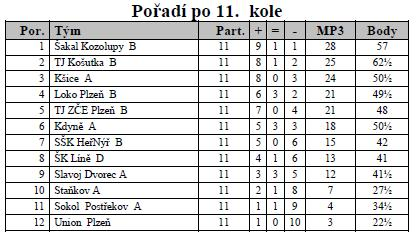 Pořadí po 11. kole
Por. Tým Part. + = - MP3 Body
1 Šakal Kozolupy B 11 9 1 1 28 57
2 TJ Košutka B 11 8 1 2 25 62½
3 Kšice A 11 8 0 3 24 50½
4 Loko Plzeň B 11 6 3 2 21 49½
5 TJ ZČE Plzeň B 11 7 0 4 21 48
6 Kdyně A 11 5 3 3 18 50½
7 SŠK HeřNýř B 11 5 0 6 15 42
8 ŠK Líně D 11 4 1 6 13 41
9 Slavoj Dvorec A 11 3 3 5 12 41½
10 Staňkov A 11 2 1 8 7 27½
11 Sokol Postřekov A 11 1 1 9 4 34½
12 Union Plzeň 11 1 0 10 3 22½